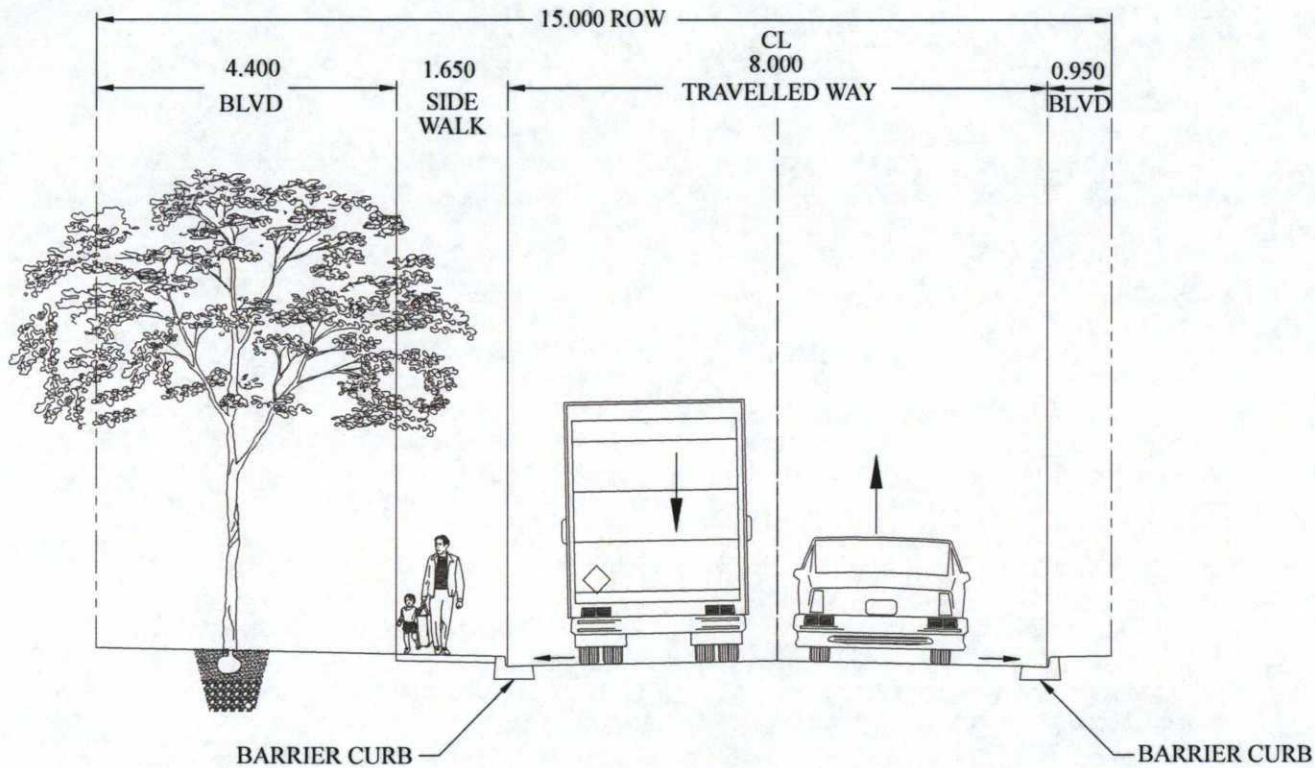 15.000 ROW
4.400
BLVD
1.650
SIDE
WALK
CL
8.000
TRAVELLED WAY
0.950
BLVD
BARRIER CURB
BARRIER CURB